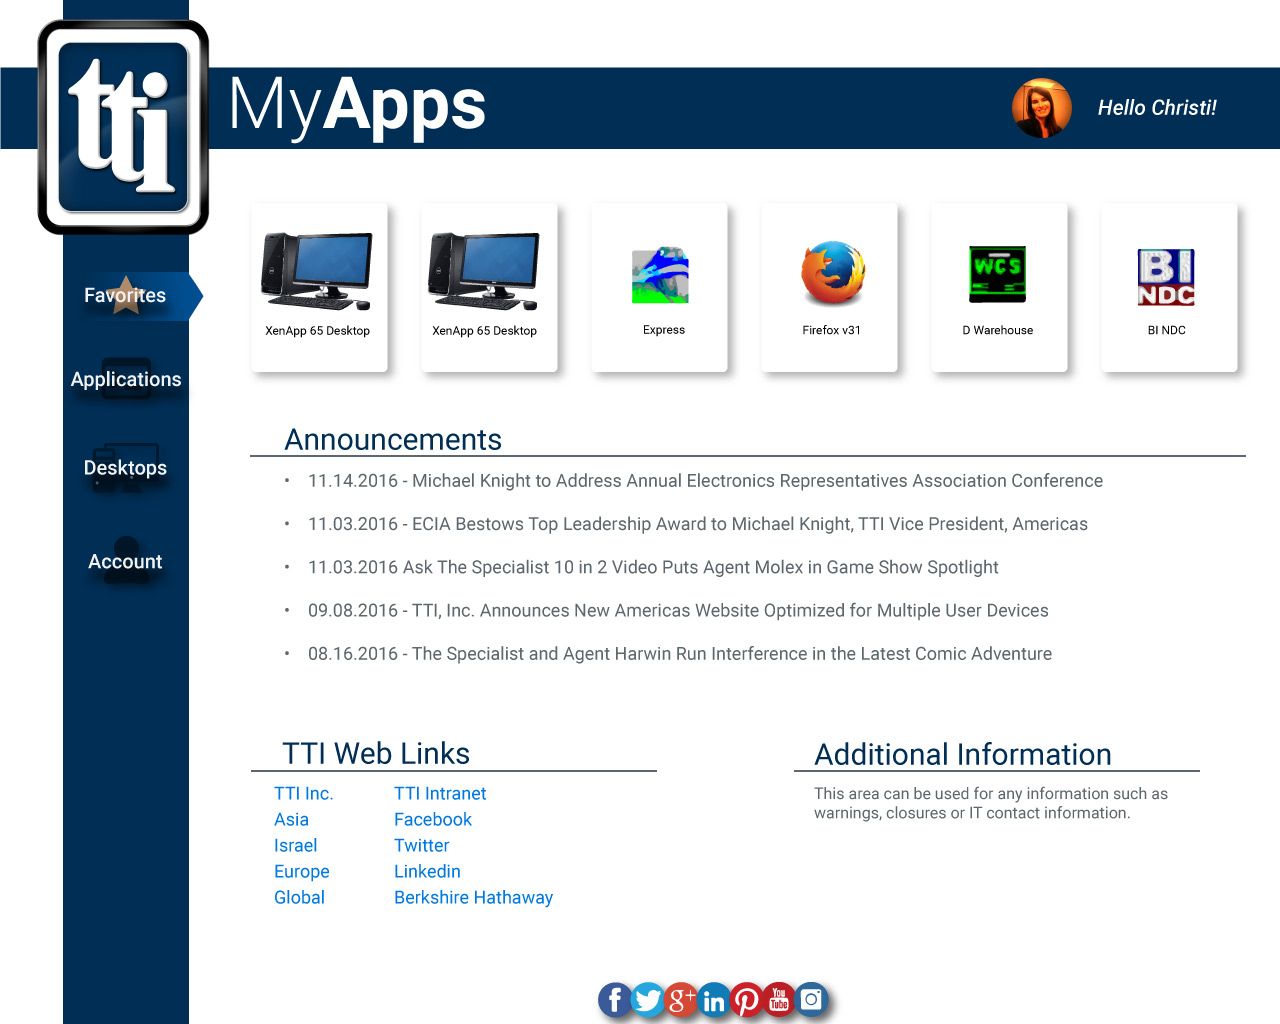 tti
MyApps
Hello Christi!
XenApp 65 Desktop
XenApp 65 Desktop
Express
Firefox v31
WCS
D Warehouse
BI
NDC
BI NDC
Favorites
Applications
Desktops
Account
Announcements
• 11.14.2016 - Michael Knight to Address Annual Electronics Representatives Association Conference
• 11.03.2016 - ECIA Bestows Top Leadership Award to Michael Knight, TTI Vice President, Americas
• 11.03.2016 Ask The Specialist 10 in 2 Video Puts Agent Molex in Game Show Spotlight
• 09.08.2016 - TTI, Inc. Announces New Americas Website Optimized for Multiple User Devices
• 08.16.2016 - The Specialist and Agent Harwin Run Interference in the Latest Comic Adventure
TTI Web Links
TTI Inc. TTI Intranet
Asia Facebook
Israel Twitter
Europe Linkedin
Global Berkshire Hathaway
Additional Information
This area can be used for any information such as
warnings, closures or IT contact information.
f g+ in You Tube